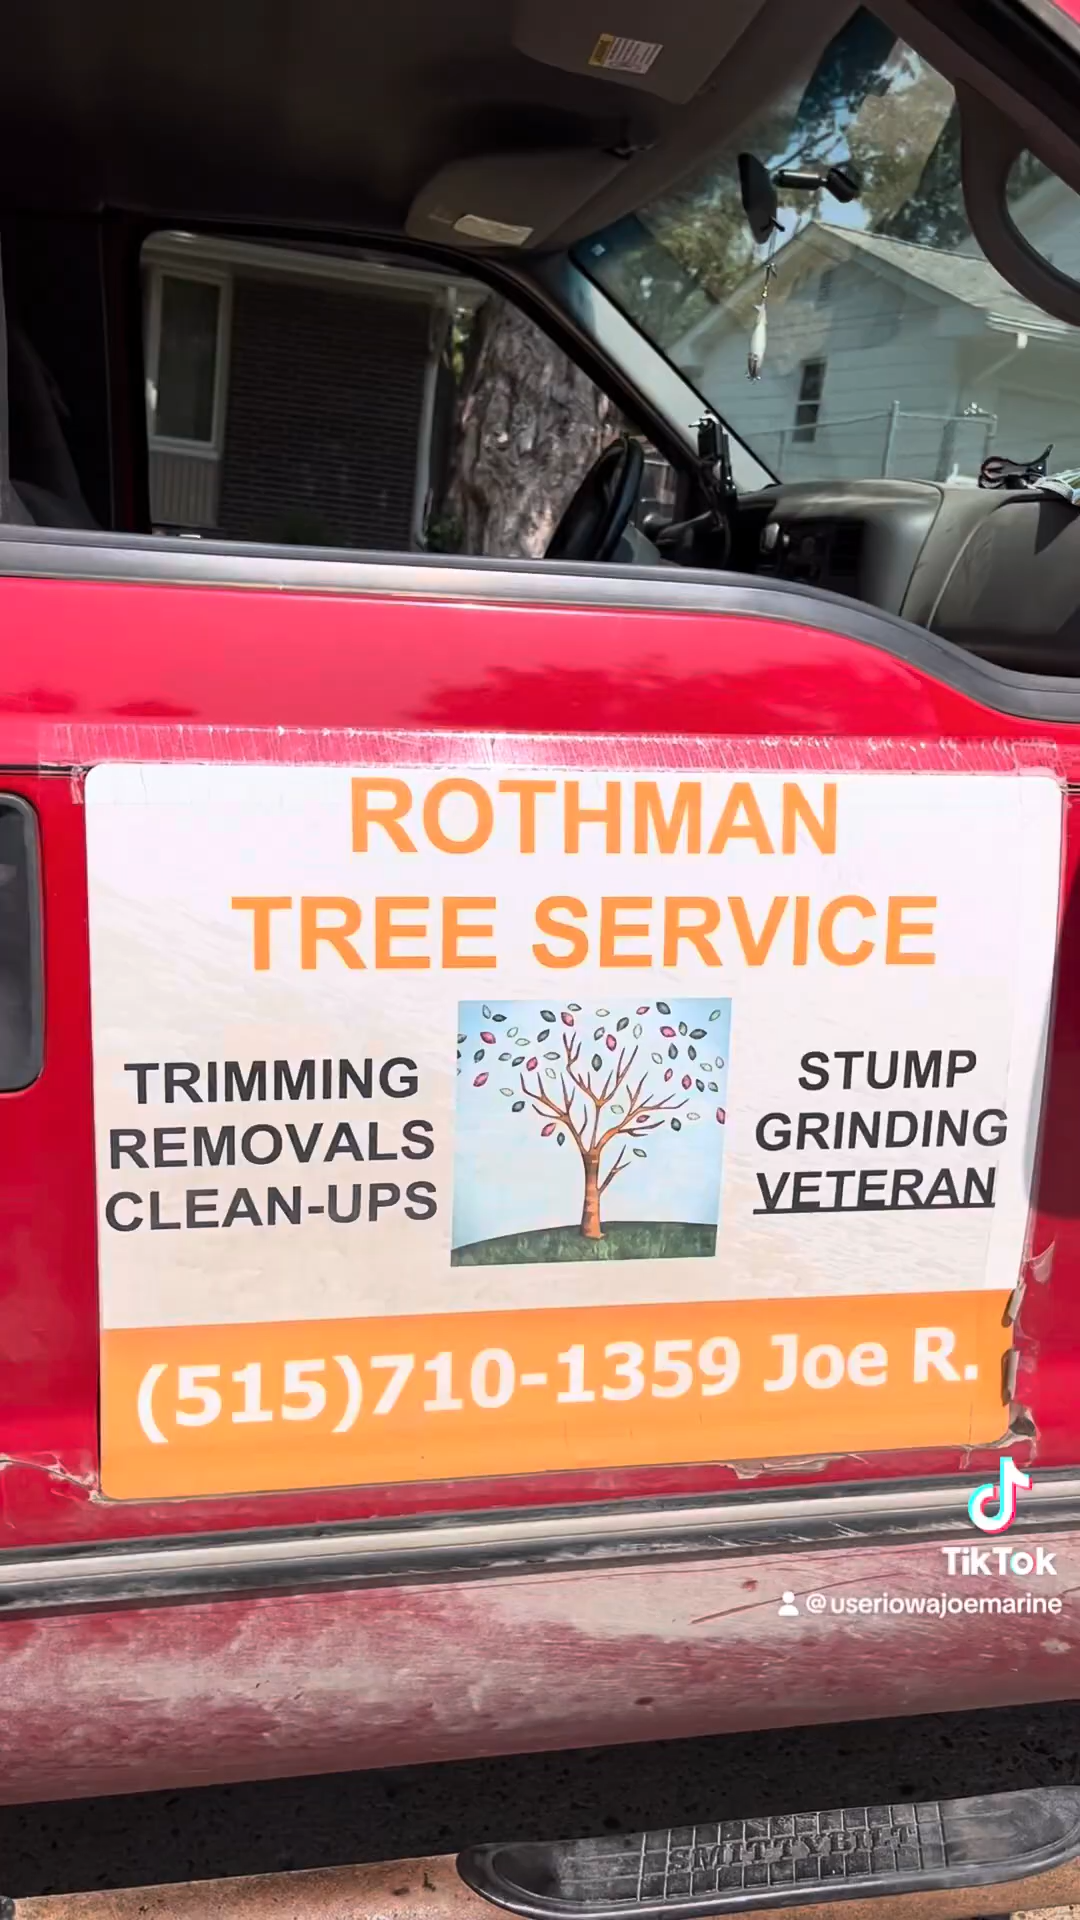 ROTHMAN
TREE SERVICE
TRIMMING
REMOVALS
CLEAN-UPS
STUMP
GRINDING
VETERAN
(515)710-1359 Joe R.
TikTok
@useriowajoemarine
SMITTYBILT